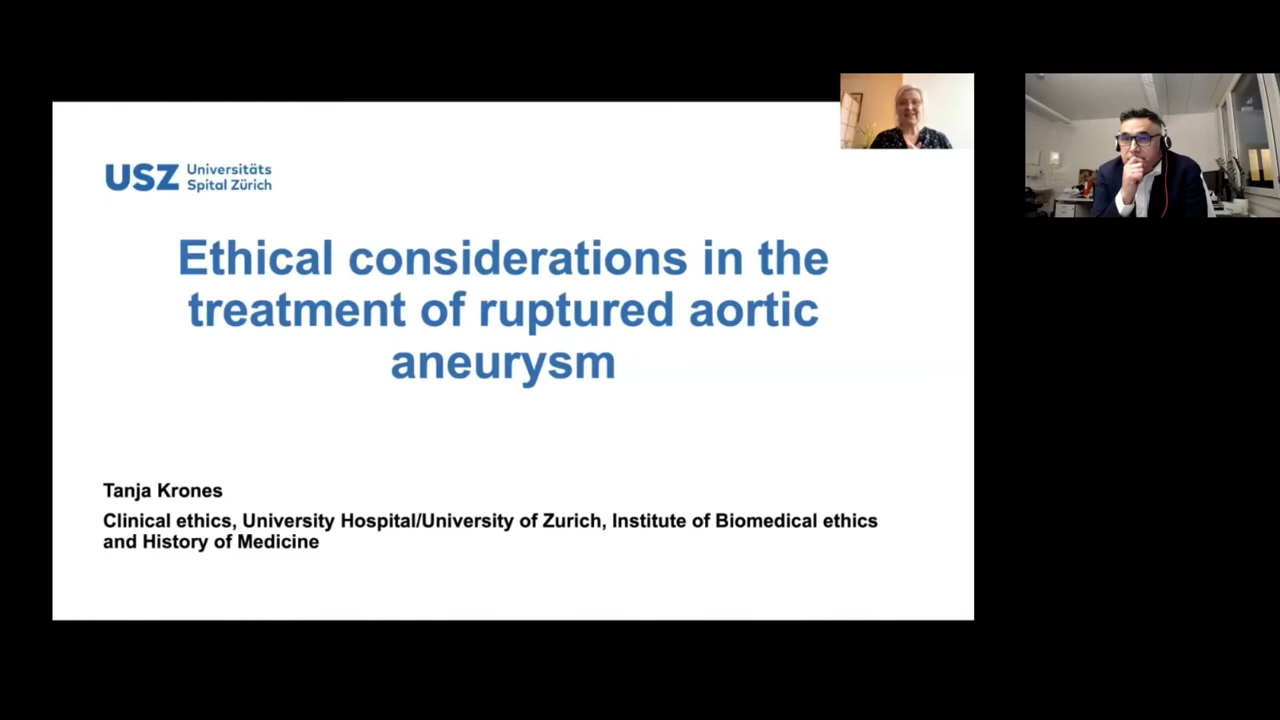 USZ Universitäts
Spital Zürich
Ethical considerations in the
treatment of ruptured aortic
aneurysm
Tanja Krones
Clinical ethics, University Hospital/University of Zurich, Institute of Biomedical ethics
and History of Medicine